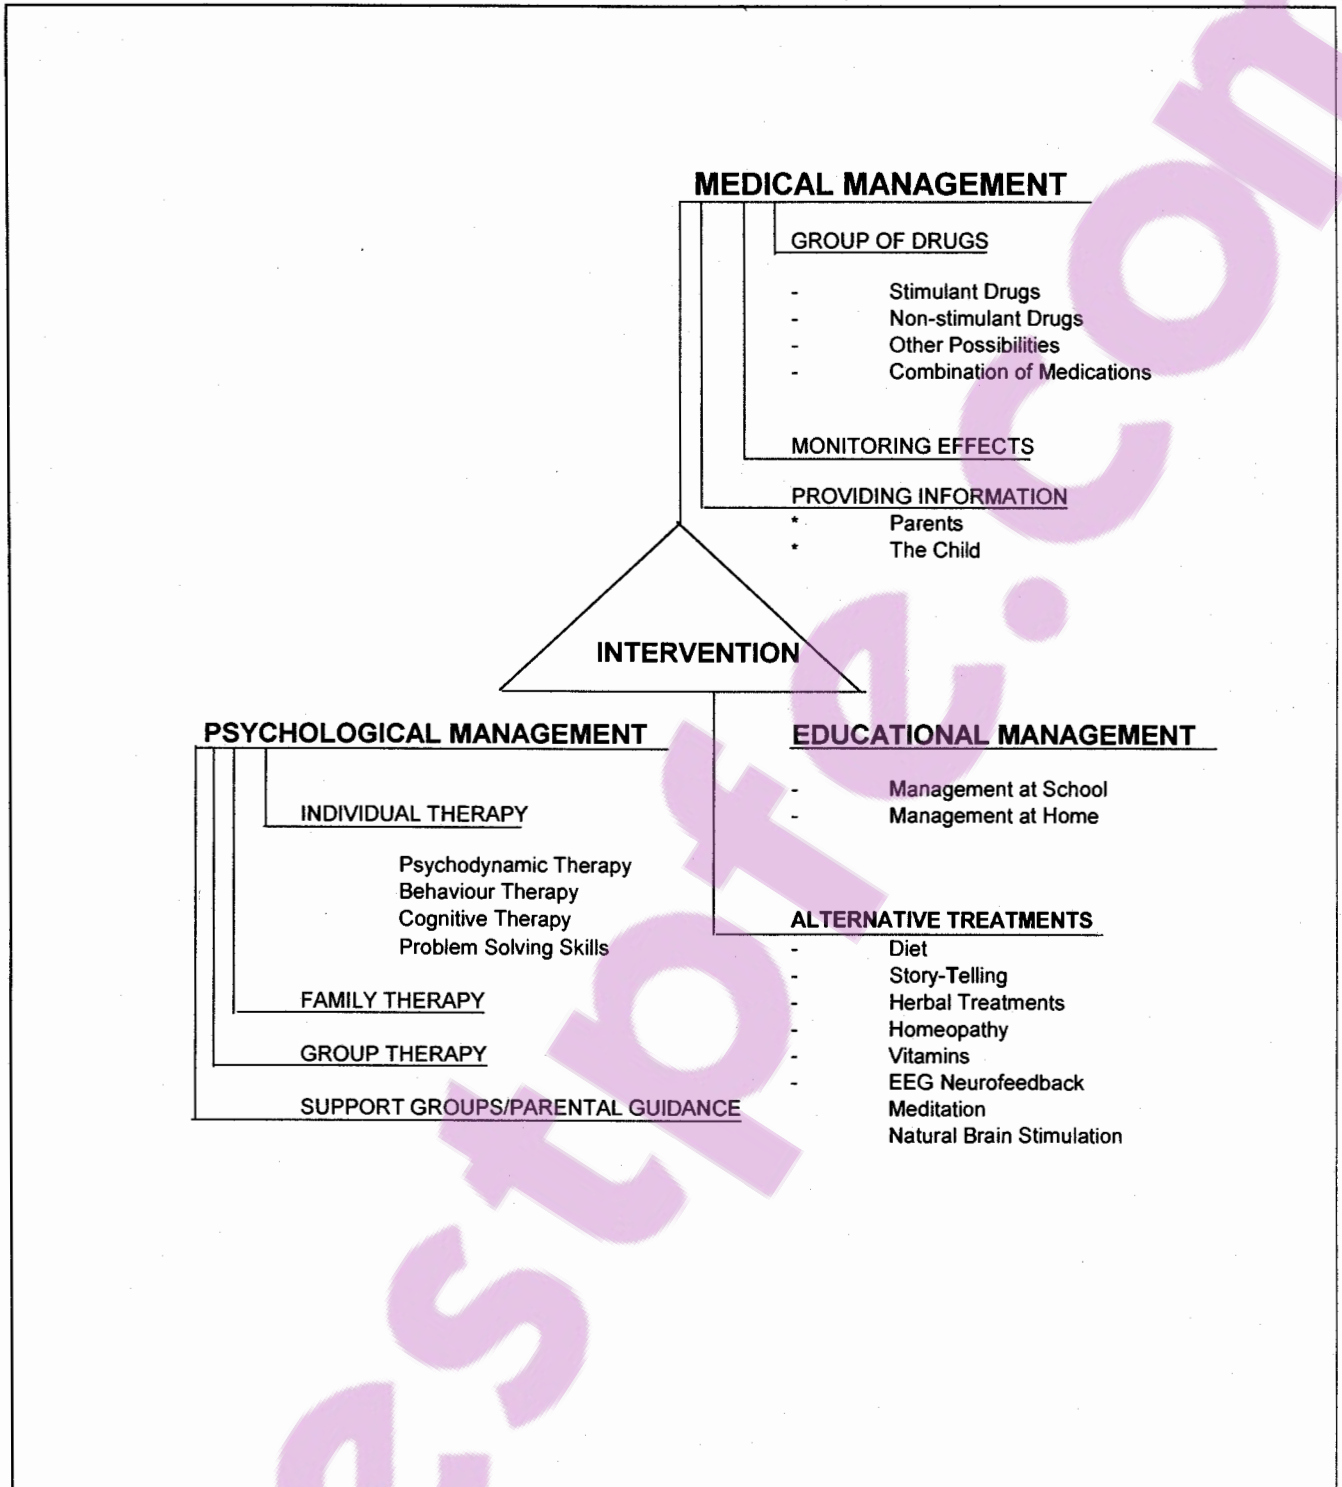 MEDICAL MANAGEMENT
GROUP OF DRUGS
- Stimulant Drugs
- Non-stimulant Drugs
- Other Possibilities
- Combination of Medications
MONITORING EFFECTS
PROVIDING INFORMATION
* Parents
* The Child
INTERVENTION
PSYCHOLOGICAL MANAGEMENT
INDIVIDUAL THERAPY
Psychodynamic Therapy
Behaviour Therapy
Cognitive Therapy
Problem Solving Skills
FAMILY THERAPY
GROUP THERAPY
SUPPORT GROUPS/PARENTAL GUIDANCE
EDUCATIONAL MANAGEMENT
- Management at School
- Management at Home
ALTERNATIVE TREATMENTS
- Diet
- Story-Telling
- Herbal Treatments
- Homeopathy
- Vitamins
- EEG Neurofeedback
Meditation
Natural Brain Stimulation
estpfe.com